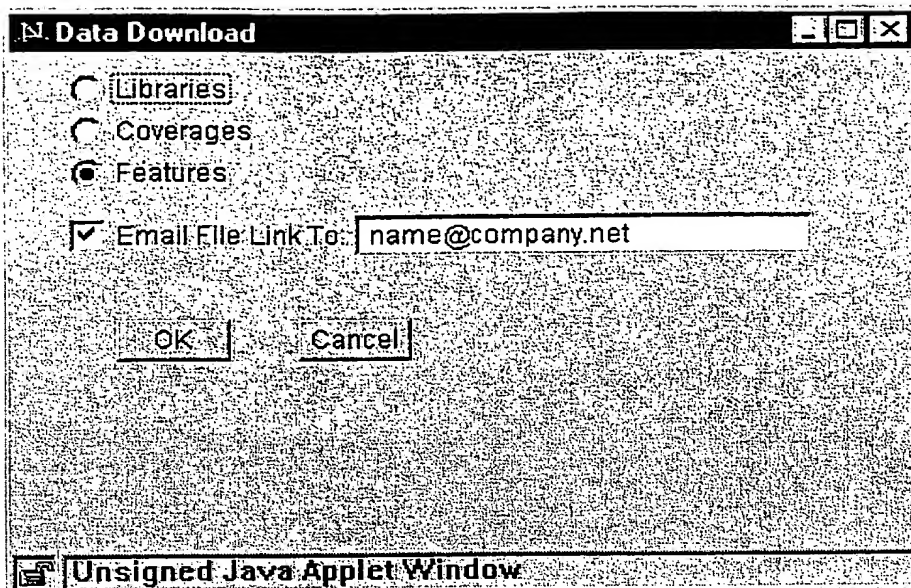 Data Download
Libraries
Coverages
Features
Email File Link To: name@company.net
OK Cancel
Unsigned Java Applet Window